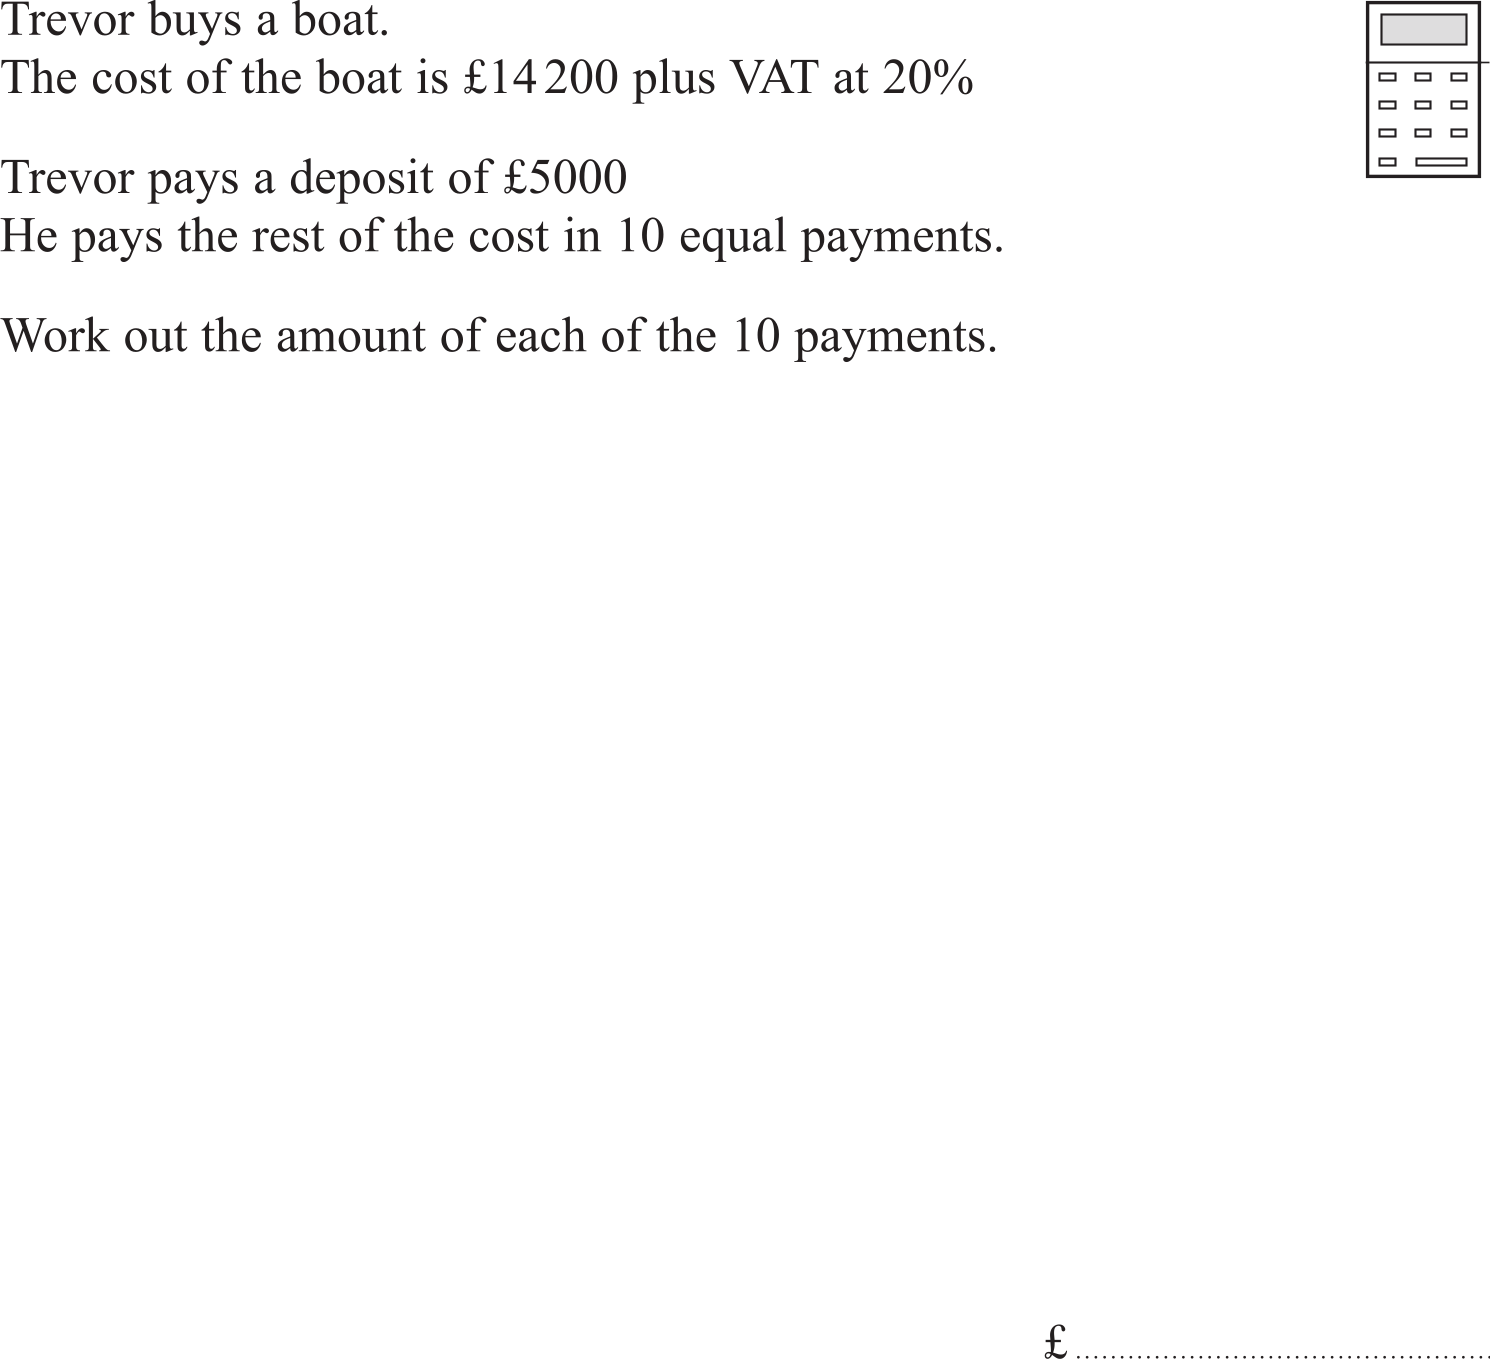 Trevor buys a boat.
The cost of the boat is £14 200 plus VAT at 20%
Trevor pays a deposit of £5000
He pays the rest of the cost in 10 equal payments.
Work out the amount of each of the 10 payments.
£ ....................................................